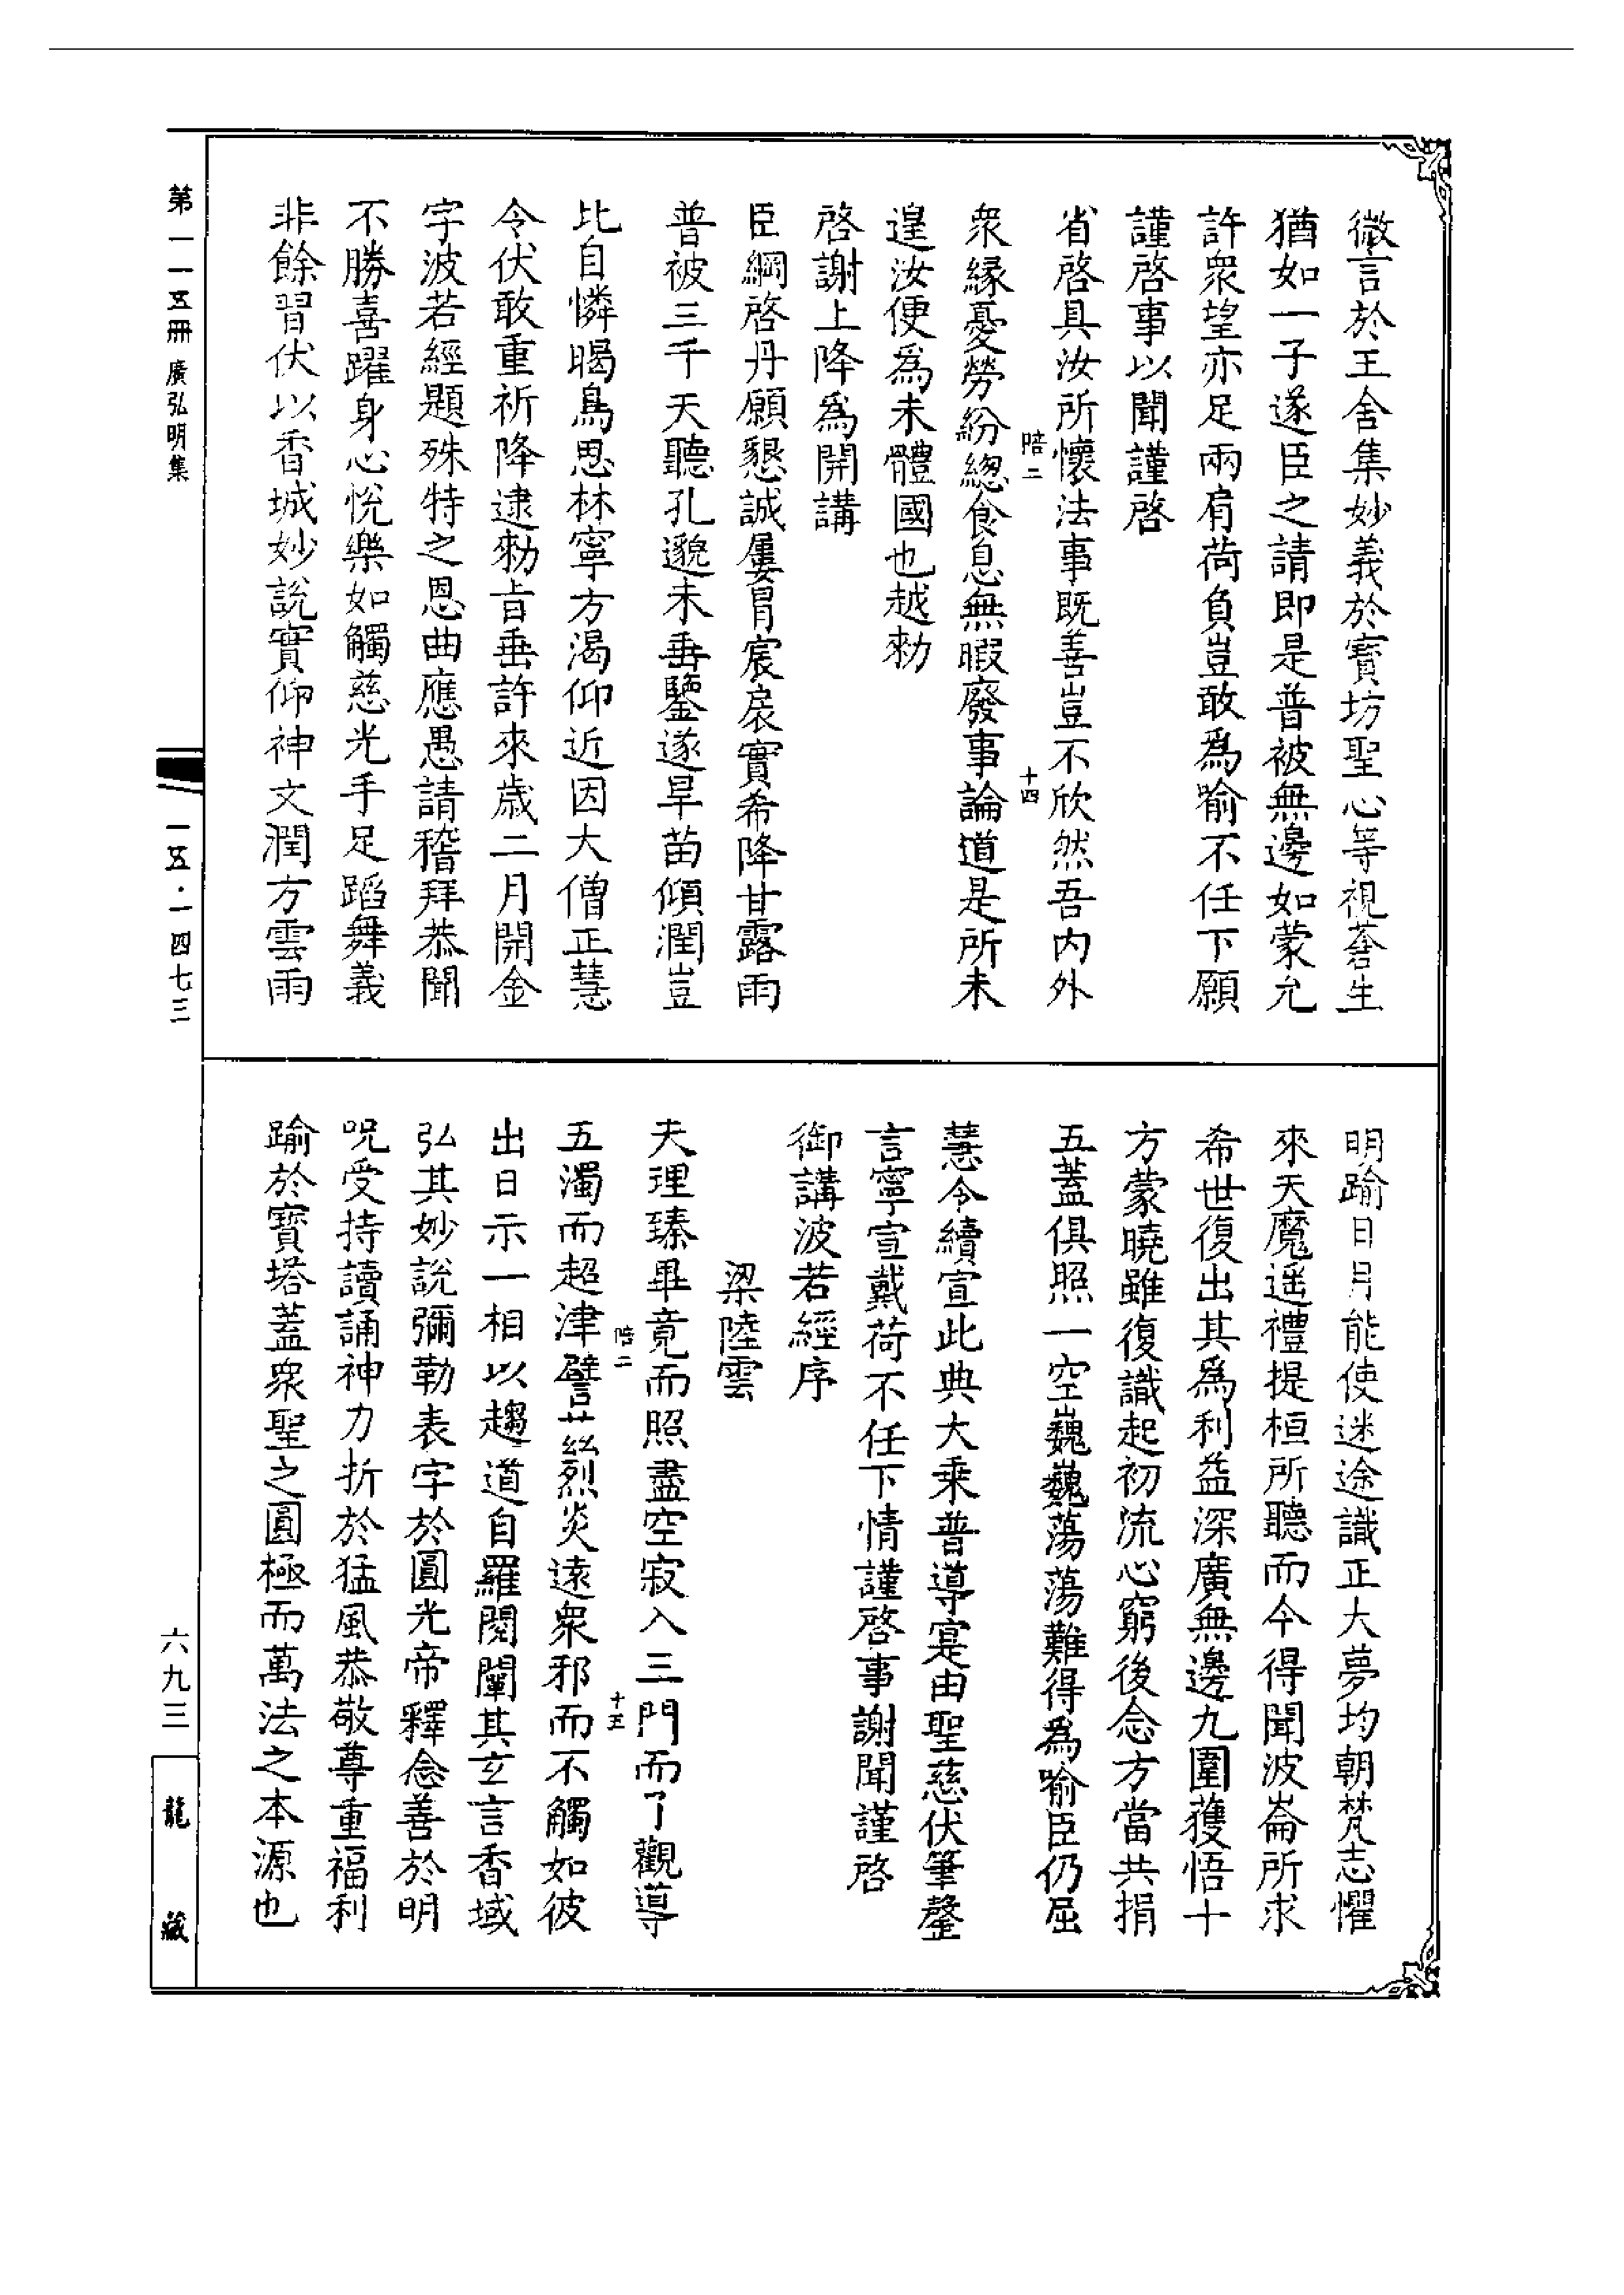 微言於王舍集妙義於寶坊聖心等視蒼生
猶如一子遂臣之請即是普被無邊如蒙允
許衆望亦足兩肩荷負豈敢爲喻不任下願
謹啓事以聞謹啓
省啓具汝所懷法事既善豈不欣然吾内外
陪二
十四
衆緣憂勞紛總食息無暇廢事論道是所未
遑汝便爲未體國也越勑
啓謝上降爲開講
臣綱啓丹願懇誠屢冒宸扆實希降甘露雨
普被三千天聽孔邈未垂鑒遂旱苗傾潤豈
比自憐暍鳥思林寧方渴仰近因大僧正慧
令伏敢重祈降逮勑旨垂許來歲二月開金
字波若經題殊特之恩曲應愚請稽拜恭聞
不勝喜躍身心悅樂如觸慈光手足蹈舞義
非餘習伏以香城妙說實仰神文潤方雲雨
明踰日月能使迷途識正大夢均朝梵志懼
來天魔遥禮提桓所聽而今得聞波崙所求
希世復出其爲利益深廣無邊九圍獲悟十
方蒙曉雖復識起初流心窮後念方當共捐
五蓋俱照一空巍巍蕩蕩難得爲喻臣仍屈
慧令續宣此典大乘普導寔由聖慈伏筆罄
言寧宣戴荷不任下情謹啓事謝聞謹啓
御講波若經序
梁陸雲
夫理臻畢竟而照盡空寂入三門而了觀導
陪二
十五
五濁而超津譬茲烈炎遠衆邪而不觸如彼
出日示一相以趨道自羅閱闡其玄言香域
弘其妙說彌勒表字於圓光帝釋念善於明
呪受持讀誦神力折於猛風恭敬尊重福利
踰於寶塔蓋衆聖之圓極而萬法之本源也
第一一五冊 廣弘明集
一五·一四七三
六九三
龍藏